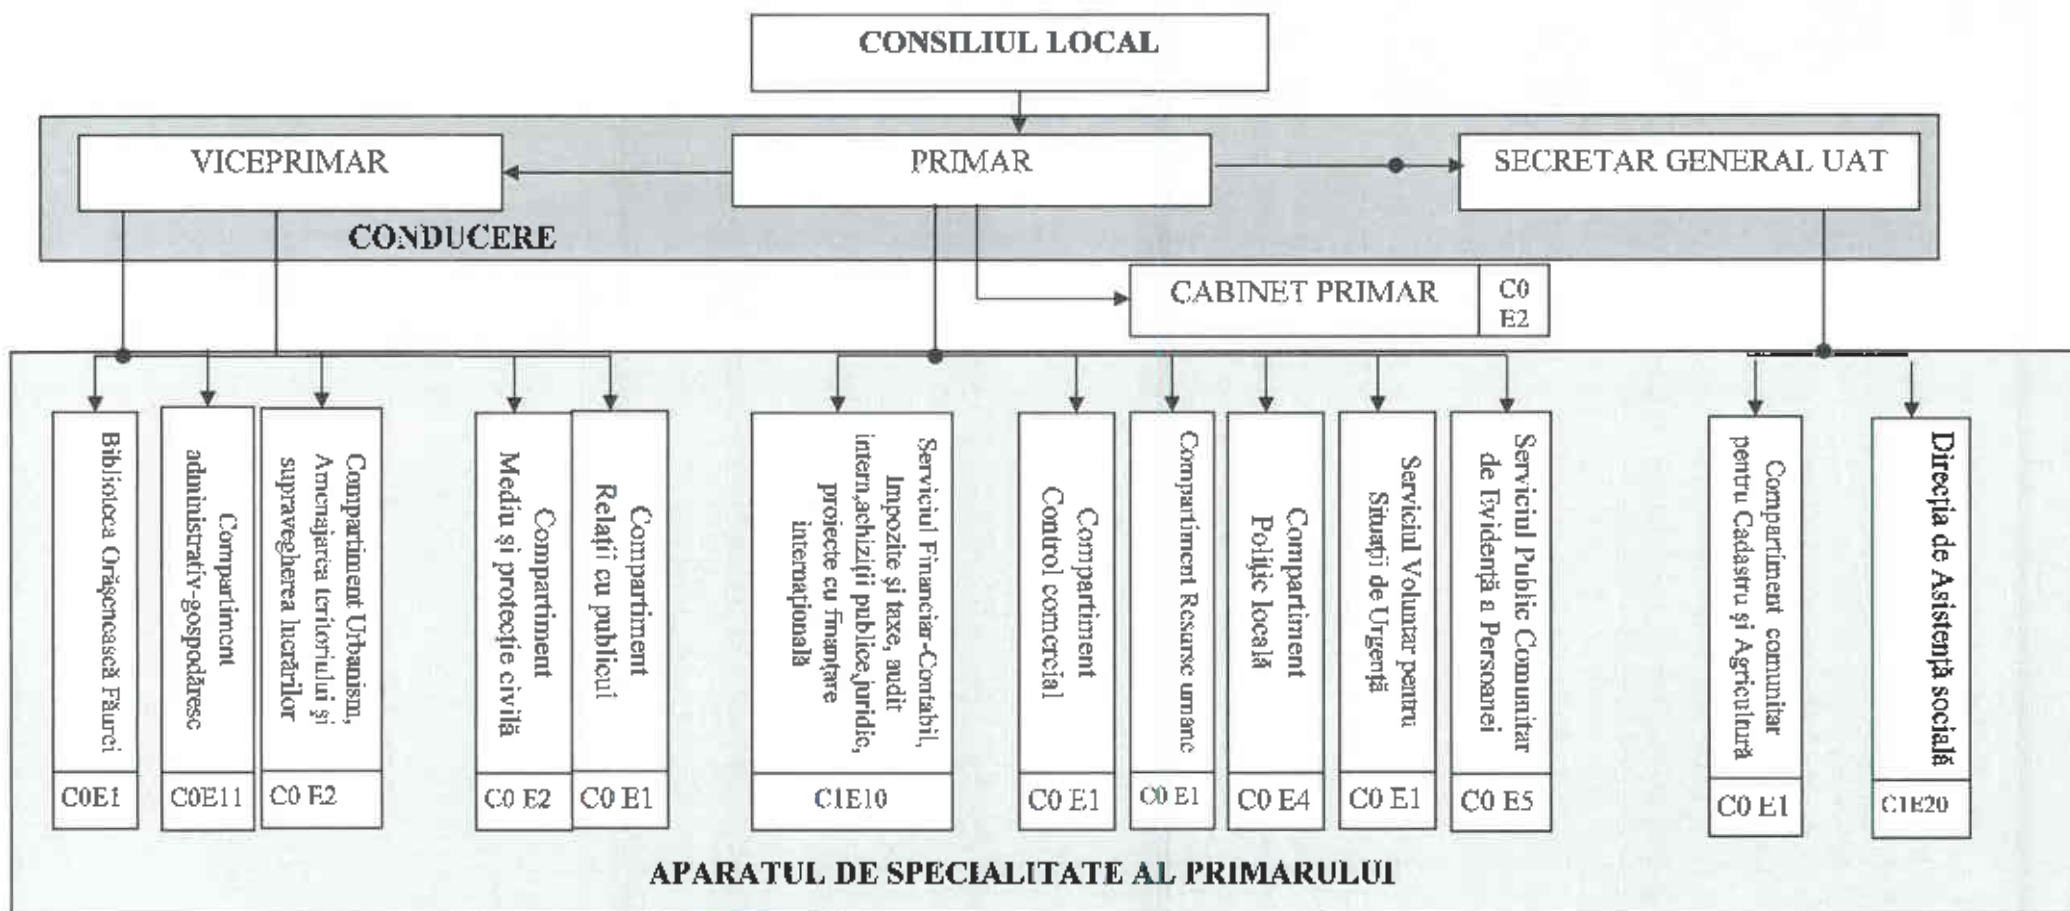 CONSILIUL LOCAL
VICEPRIMAR
PRIMAR
SECRETAR GENERAL UAT
CONDUCERE
CABINET PRIMAR
C0
E2
Biblioteca Orășenească Făurei
C0E1
Compartiment
administrativ-gospodăresc
C0E11
Compartiment Urbanism,
Amenajarea teritoriului și
supravegherea lucrărilor
C0 E2
Compartiment
Mediu și protecție civilă
C0 E2
Compartiment
Relații cu publicul
C0 E1
Serviciul Financiar-Contabil,
Impozite și taxe, audit
intern,achiziții publice,juridic,
proiecte cu finanțare
internațională
C1E10
Compartiment
Control comercial
C0 E1
Compartiment Resurse umane
C0 E1
Compartiment
Poliție locală
C0 E4
Serviciul Voluntar pentru
Situații de Urgență
C0 E1
Serviciul Public Comunitar
de Evidență a Persoanei
C0 E5
Compartiment comunitar
pentru Cadastru și Agricultură
C0 E1
Direcția de Asistență socială
C1E20
APARATUL DE SPECIALITATE AL PRIMARULUI